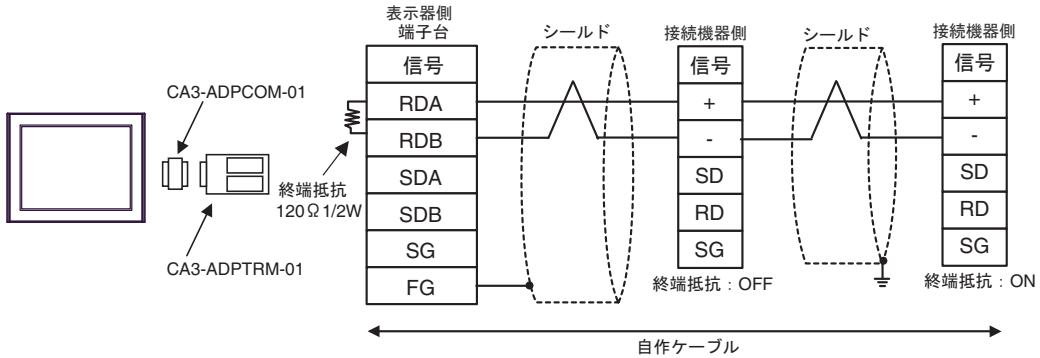 表示器側
端子台
信号
RDA
RDB
SDA
SDB
SG
FG
CA3-ADPCOM-01
CA3-ADPTRM-01
終端抵抗
120Ω1/2W
シールド
接続機器側
信号
+
-
SD
RD
SG
終端抵抗：OFF
シールド
接続機器側
信号
+
-
SD
RD
SG
終端抵抗：ON
自作ケーブル